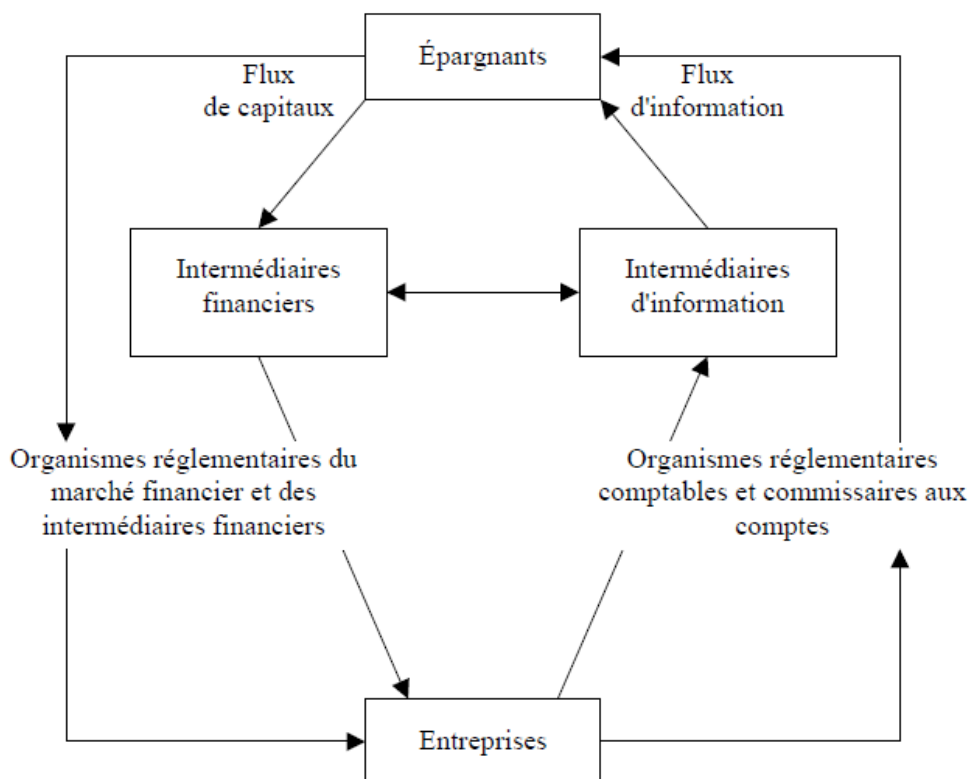 Épargnants
Flux
de capitaux
Flux
d'information
Intermédiaires
financiers
Intermédiaires
d'information
Organismes réglementaires du
marché financier et des
intermédiaires financiers
Organismes réglementaires
comptables et commissaires aux
comptes
Entreprises